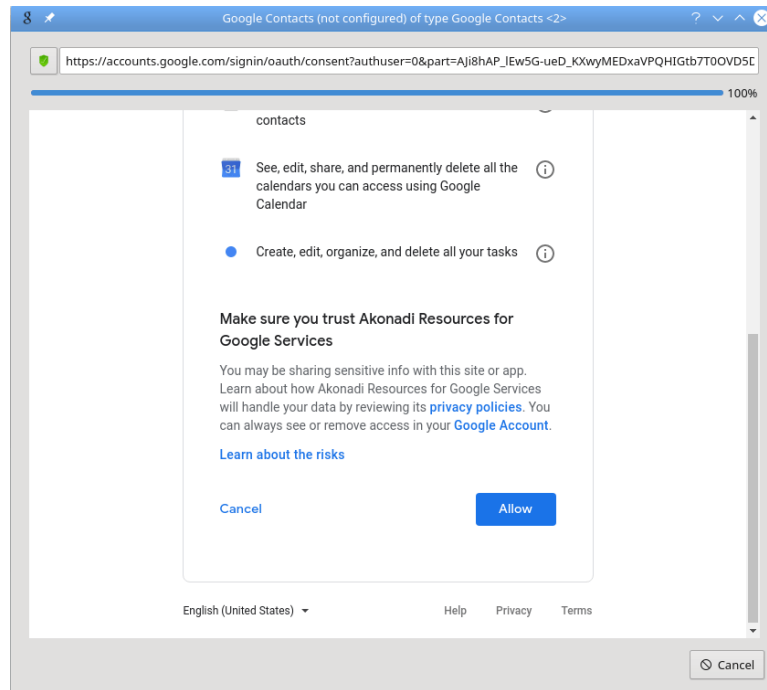 Google Contacts (not configured) of type Google Contacts <2>
https://accounts.google.com/signin/oauth/consent?authuser=0&part=AJi8hAP_lEw5G-ueD_KXwyMEDxaVPQHIGtb7T0OVD5D
100%
contacts
31
See, edit, share, and permanently delete all the
calendars you can access using Google
Calendar
Create, edit, organize, and delete all your tasks
Make sure you trust Akonadi Resources for
Google Services
You may be sharing sensitive info with this site or app.
Learn about how Akonadi Resources for Google Services
will handle your data by reviewing its privacy policies. You
can always see or remove access in your Google Account.
Learn about the risks
Cancel
Allow
English (United States)
Help
Privacy
Terms
Cancel